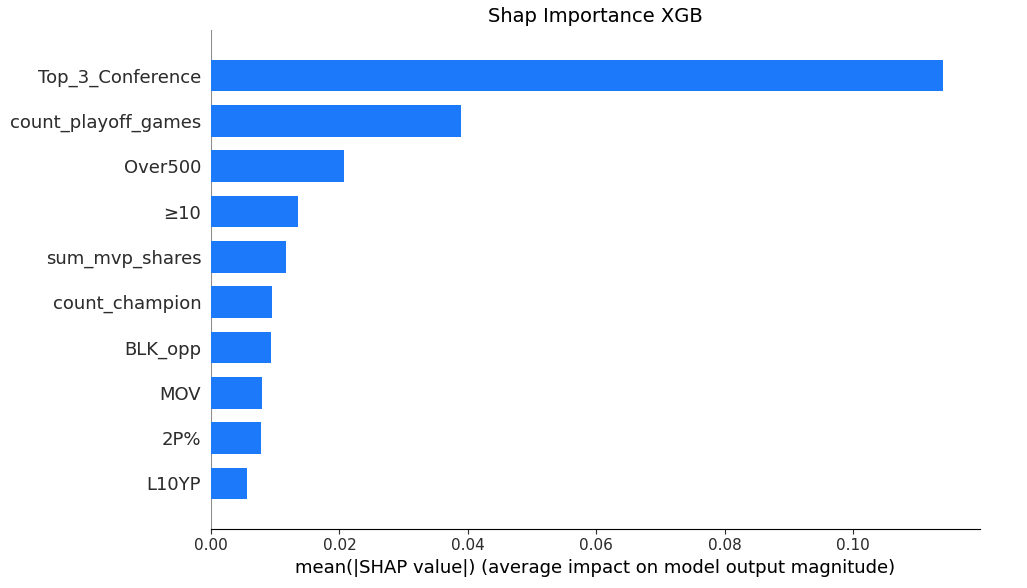 Shap Importance XGB
Top_3_Conference
count_playoff_games
Over500
≥10
sum_mvp_shares
count_champion
BLK_opp
MOV
2P%
L10YP
0.00 0.02 0.04 0.06 0.08 0.10
mean(|SHAP value|) (average impact on model output magnitude)